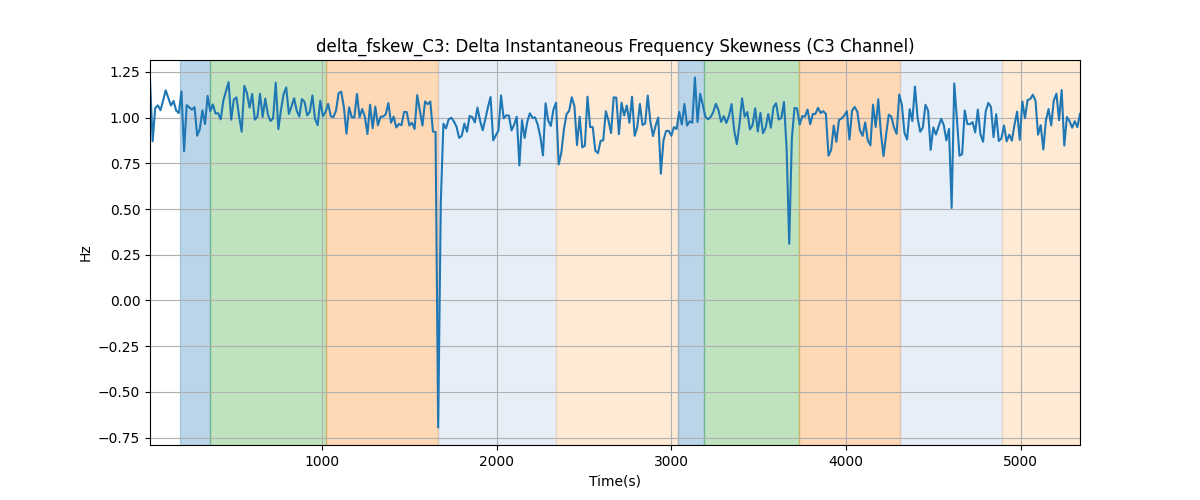 delta_fskew_C3: Delta Instantaneous Frequency Skewness (C3 Channel)
1.25
1.00
0.75
0.50
0.25
0.00
−0.25
−0.50
−0.75
Hz
1000 2000 3000 4000 5000
Time(s)